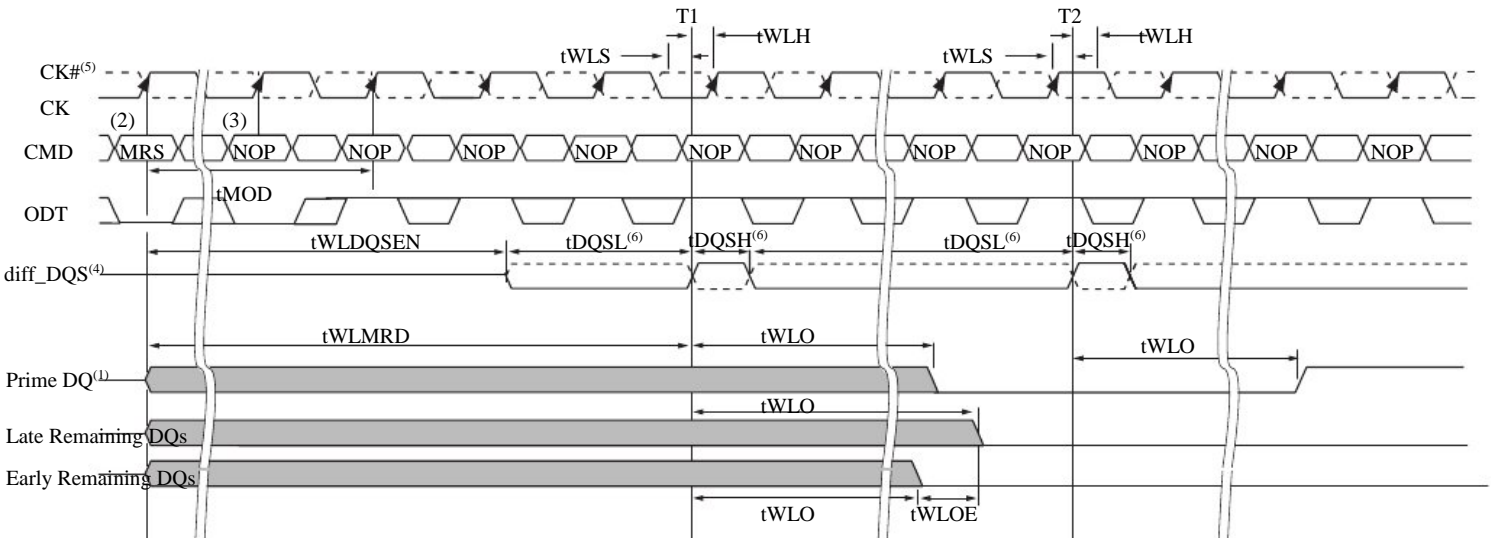 T1 T2
tWLH tWLH
tWLS tWLS
CK#(5)
CK
(2) (3)
CMD MRS NOP NOP NOP NOP NOP NOP NOP NOP NOP NOP NOP
tMOD
ODT
tWLDQSEN tDQSL(6) tDQSH(6) tDQSL(6) tDQSH(6)
diff_DQS(4)
tWLMRD tWLO tWLO
Prime DQ(1)
tWLO
Late Remaining DQs
Early Remaining DQs
tWLO tWLOE